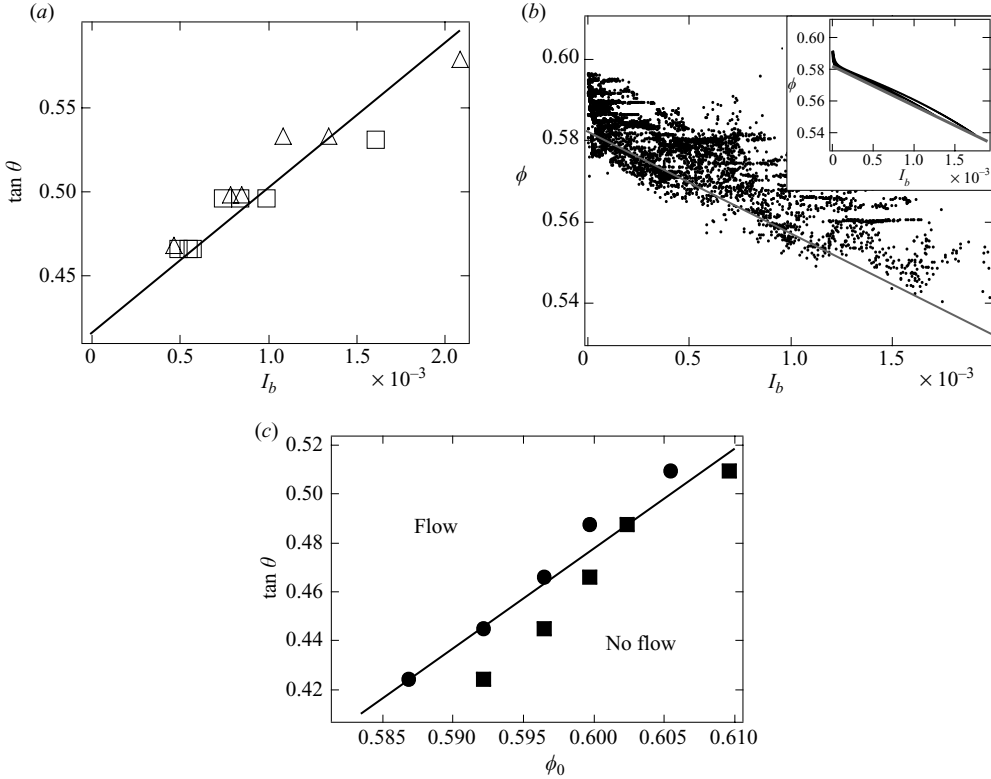 (a)
0.55
0.50
0.45
tan θ
0 0.5 1.0 1.5 2.0
I_b × 10⁻³
(b)
0.60
0.58
0.56
0.54
ϕ
0 0.5 1.0 1.5
I_b × 10⁻³
0.60
0.58
0.56
0.54
ϕ
0 0.5 1.0 1.5
I_b × 10⁻³
(c)
0.52
0.50
0.48
0.46
0.44
0.42
tan θ
Flow
No flow
0.585 0.590 0.595 0.600 0.605 0.610
ϕ₀